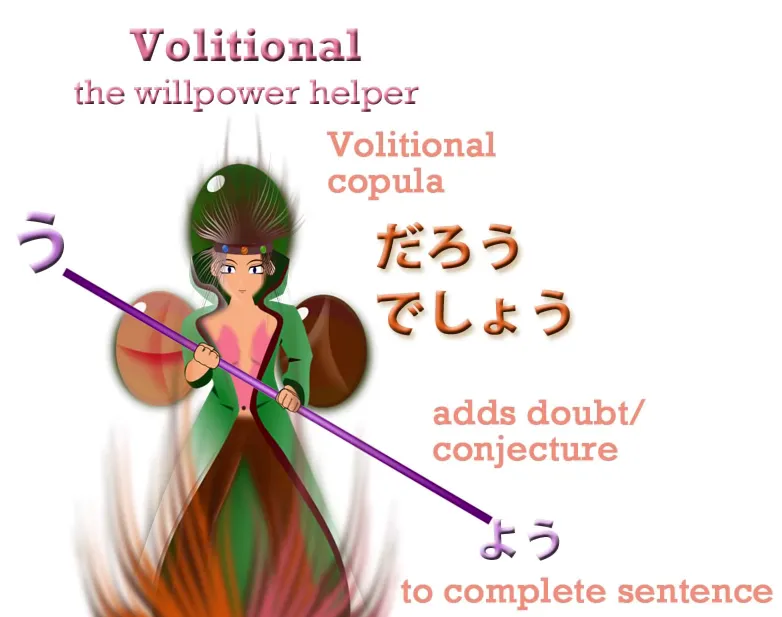 Volitional
the willpower helper
Volitional
copula
う
だろう
でしょう
adds doubt/
conjecture
よう
to complete sentence